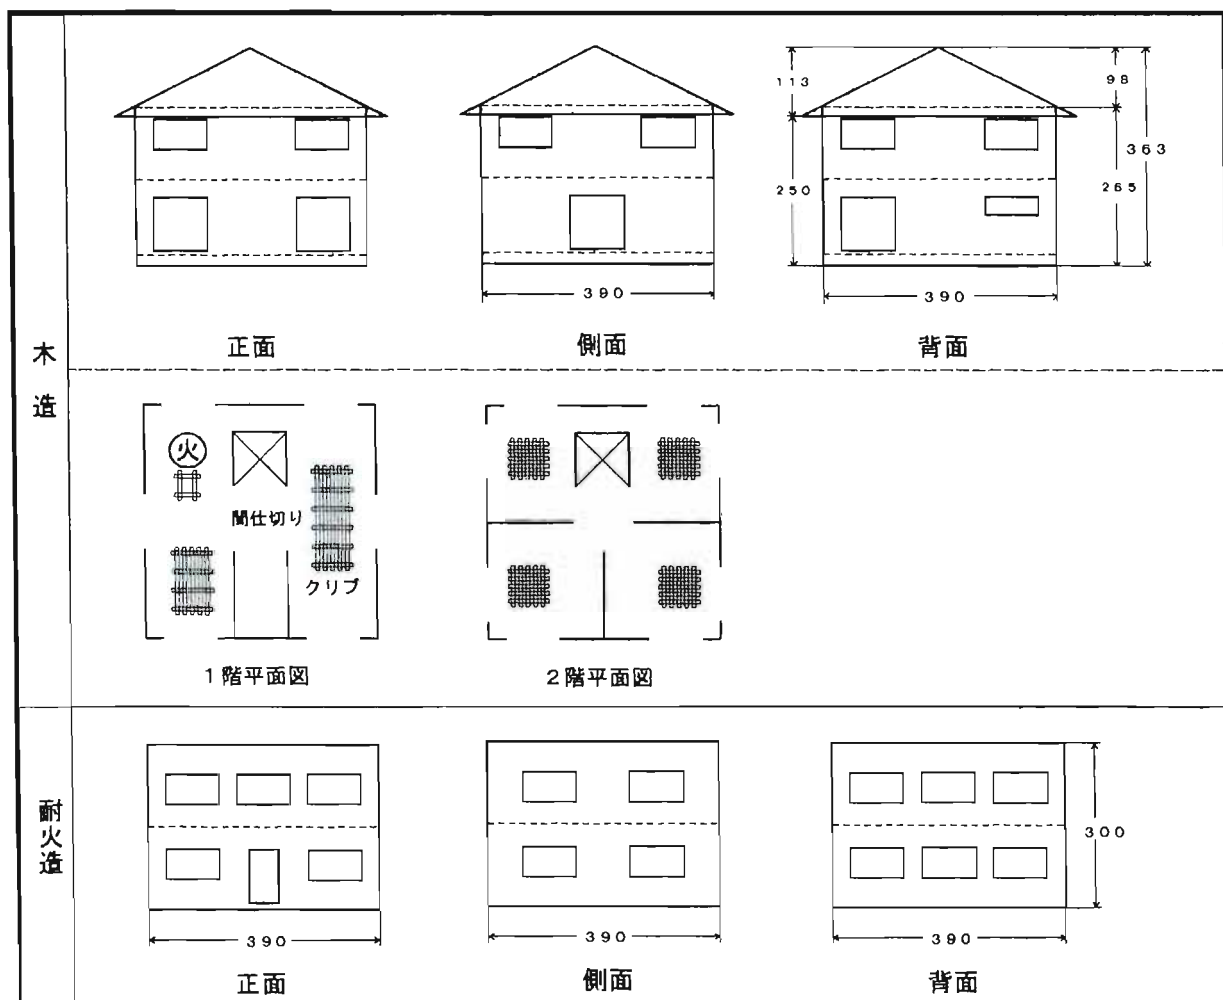 木造
113
250
98
265
363
390
390
正面
側面
背面
火
間仕切り
クリブ
1階平面図
2階平面図
耐火造
300
390
390
390
正面
側面
背面